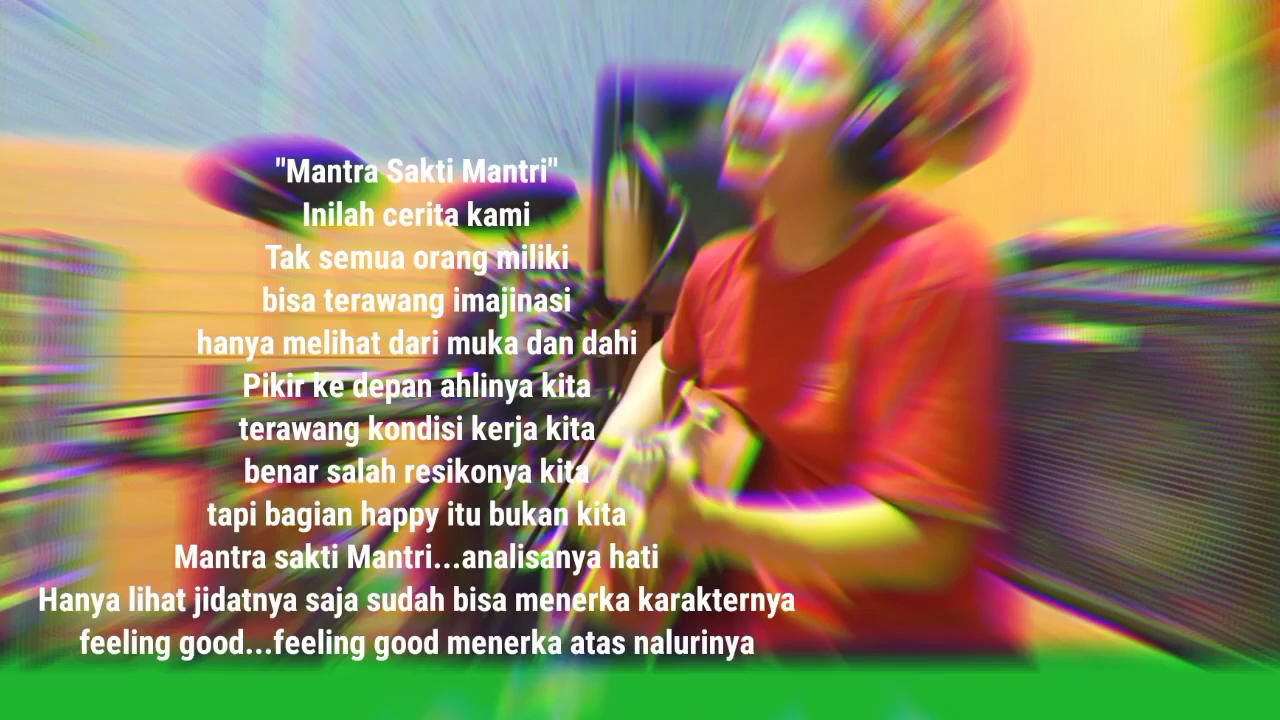 "Mantra Sakti Mantri"
Inilah cerita kami
Tak semua orang miliki
bisa terawang imajinasi
hanya melihat dari muka dan dahi
Pikir ke depan ahlinya kita
terawang kondisi kerja kita
benar salah resikonya kita
tapi bagian happy itu bukan kita
Mantra sakti Mantri...analisanya hati
Hanya lihat jidatnya saja sudah bisa menerka karakternya
feeling good...feeling good menerka atas nalurinya